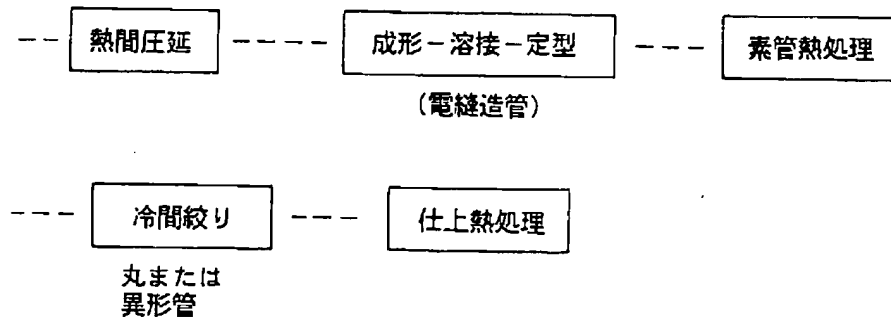 熱間圧延
成形－溶接－定型
素管熱処理
(電縫造管)
冷間絞り
仕上熱処理
丸または
異形管